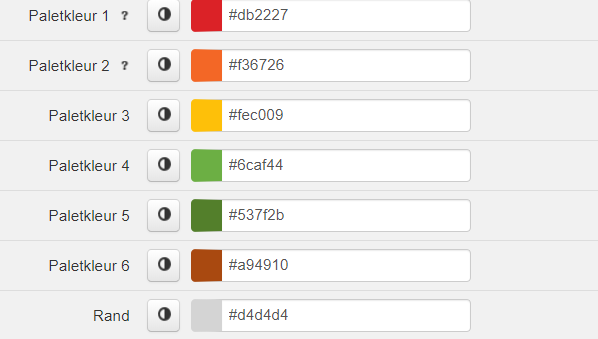 Paletkleur 1 ? #db2227
Paletkleur 2 ? #f36726
Paletkleur 3 #fec009
Paletkleur 4 #6caf44
Paletkleur 5 #537f2b
Paletkleur 6 #a94910
Rand #d4d4d4